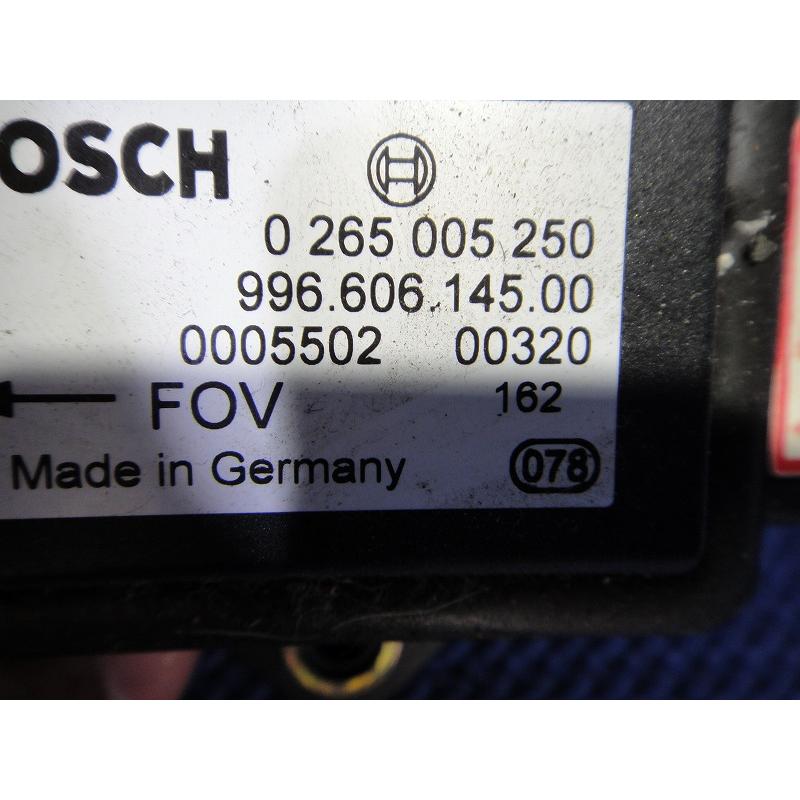 OSCH
0 265 005 250
996.606.145.00
0005502 00320
FOV 162
Made in Germany 078